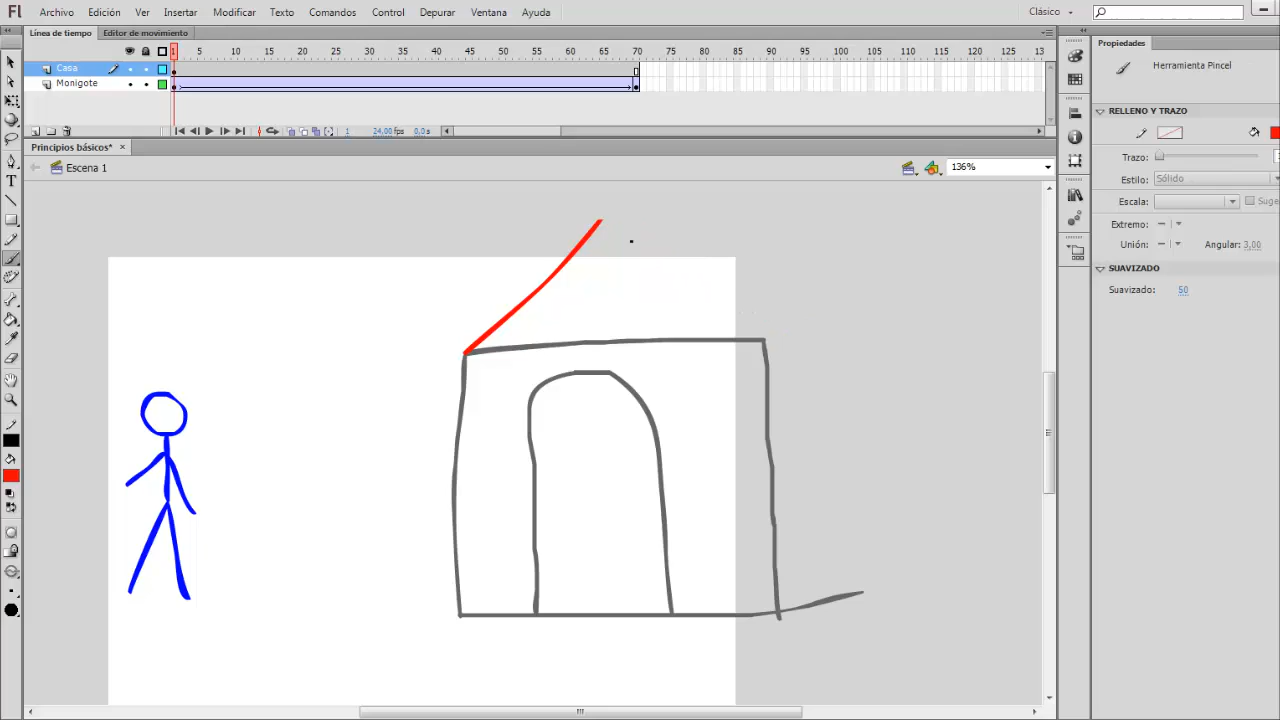 Fl Archivo Edición Ver Insertar Modificar Texto Comandos Control Depurar Ventana Ayuda Clásico
Línea de tiempo Editor de movimiento
1 5 10 15 20 25 30 35 40 45 50 55 60 65 70 75 80 85 90 95 100 105 110 115 120 125 13
Casa
Monigote
1 24,00 fps 0,0 s
Principios básicos* ×
Escena 1 136%
Propiedades
Herramienta Pincel
RELLENO Y TRAZO
Trazo:
Estilo: Sólido
Escala: Suge
Extremo:
Unión: Angular: 3,00
SUAVIZADO
Suavizado: 50